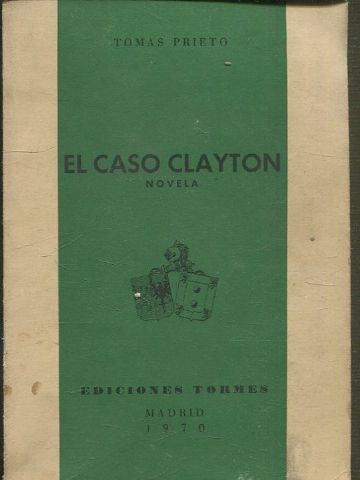 TOMAS PRIETO
EL CASO CLAYTON
NOVELA
EDICIONES TORMES
MADRID
1970